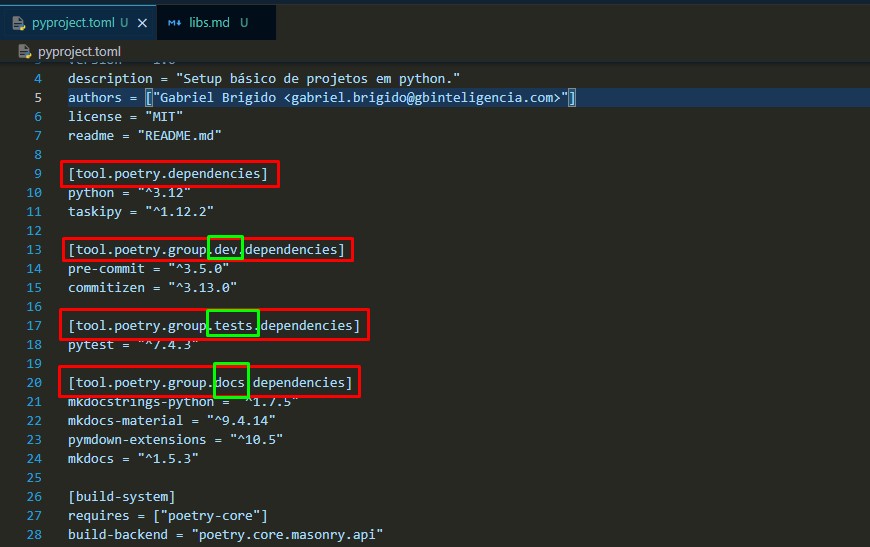 pyproject.toml U
libs.md U
pyproject.toml
4 description = "Setup básico de projetos em python."
5 authors = ["Gabriel Brigido <gabriel.brigido@gbinteligencia.com>"]
6 license = "MIT"
7 readme = "README.md"
8
9 [tool.poetry.dependencies]
10 python = "^3.12"
11 taskipy = "^1.12.2"
12
13 [tool.poetry.group.dev.dependencies]
14 pre-commit = "^3.5.0"
15 commitizen = "^3.13.0"
16
17 [tool.poetry.group.tests.dependencies]
18 pytest = "^7.4.3"
19
20 [tool.poetry.group.docs.dependencies]
21 mkdocstrings-python = "^1.7.5"
22 mkdocs-material = "^9.4.14"
23 pymdown-extensions = "^10.5"
24 mkdocs = "^1.5.3"
25
26 [build-system]
27 requires = ["poetry-core"]
28 build-backend = "poetry.core.masonry.api"